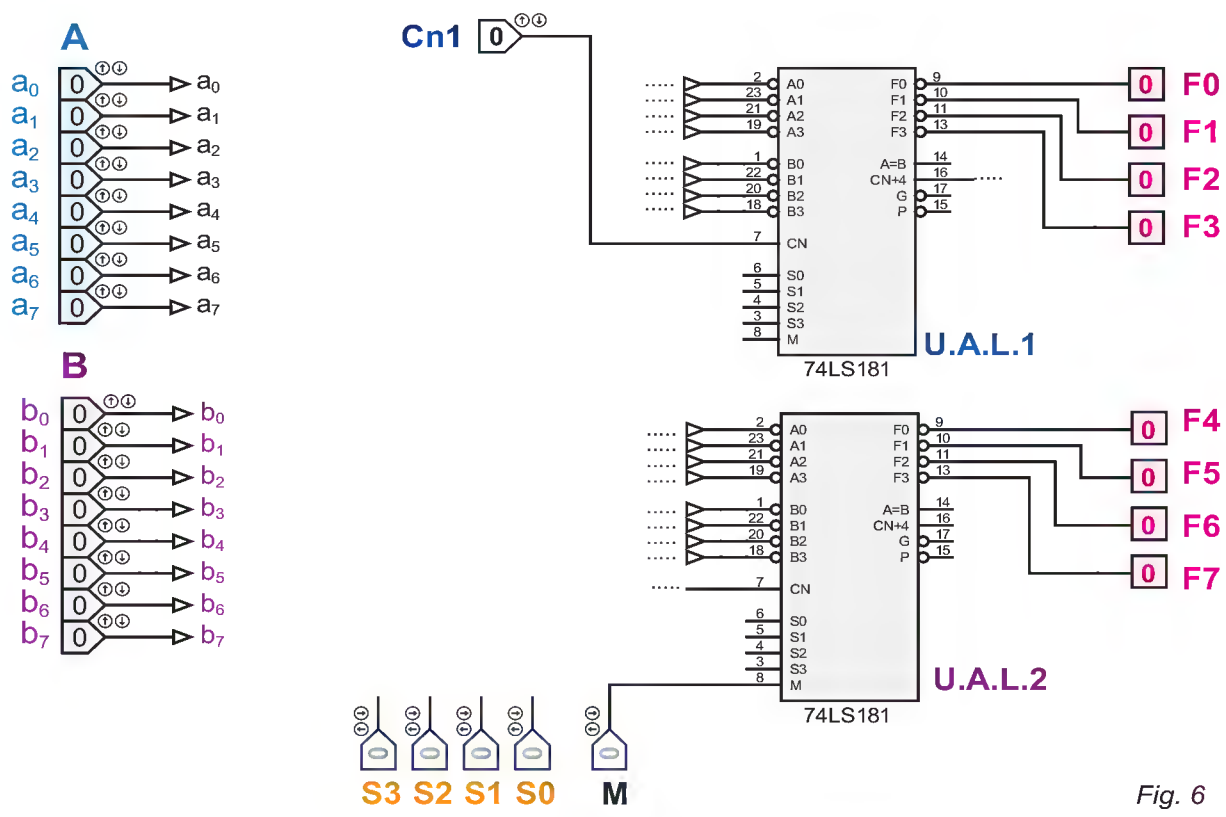 A
a0 0 a0
a1 0 a1
a2 0 a2
a3 0 a3
a4 0 a4
a5 0 a5
a6 0 a6
a7 0 a7
B
b0 0 b0
b1 0 b1
b2 0 b2
b3 0 b3
b4 0 b4
b5 0 b5
b6 0 b6
b7 0 b7
Cn1 0
..... 2 A0 F0 9 0 F0
..... 23 A1 F1 10 0 F1
..... 21 A2 F2 11 0 F2
..... 19 A3 F3 13 0 F3
..... 1 B0 A=B 14
..... 22 B1 CN+4 16 .....
..... 20 B2 G 17
..... 18 B3 P 15
7 CN
6 S0
5 S1
4 S2
3 S3
8 M
U.A.L.1
74LS181
..... 2 A0 F0 9 0 F4
..... 23 A1 F1 10 0 F5
..... 21 A2 F2 11 0 F6
..... 19 A3 F3 13 0 F7
..... 1 B0 A=B 14
..... 22 B1 CN+4 16
..... 20 B2 G 17
..... 18 B3 P 15
..... 7 CN
6 S0
5 S1
4 S2
3 S3
8 M
U.A.L.2
74LS181
0 0 0 0 0
S3 S2 S1 S0 M
Fig. 6